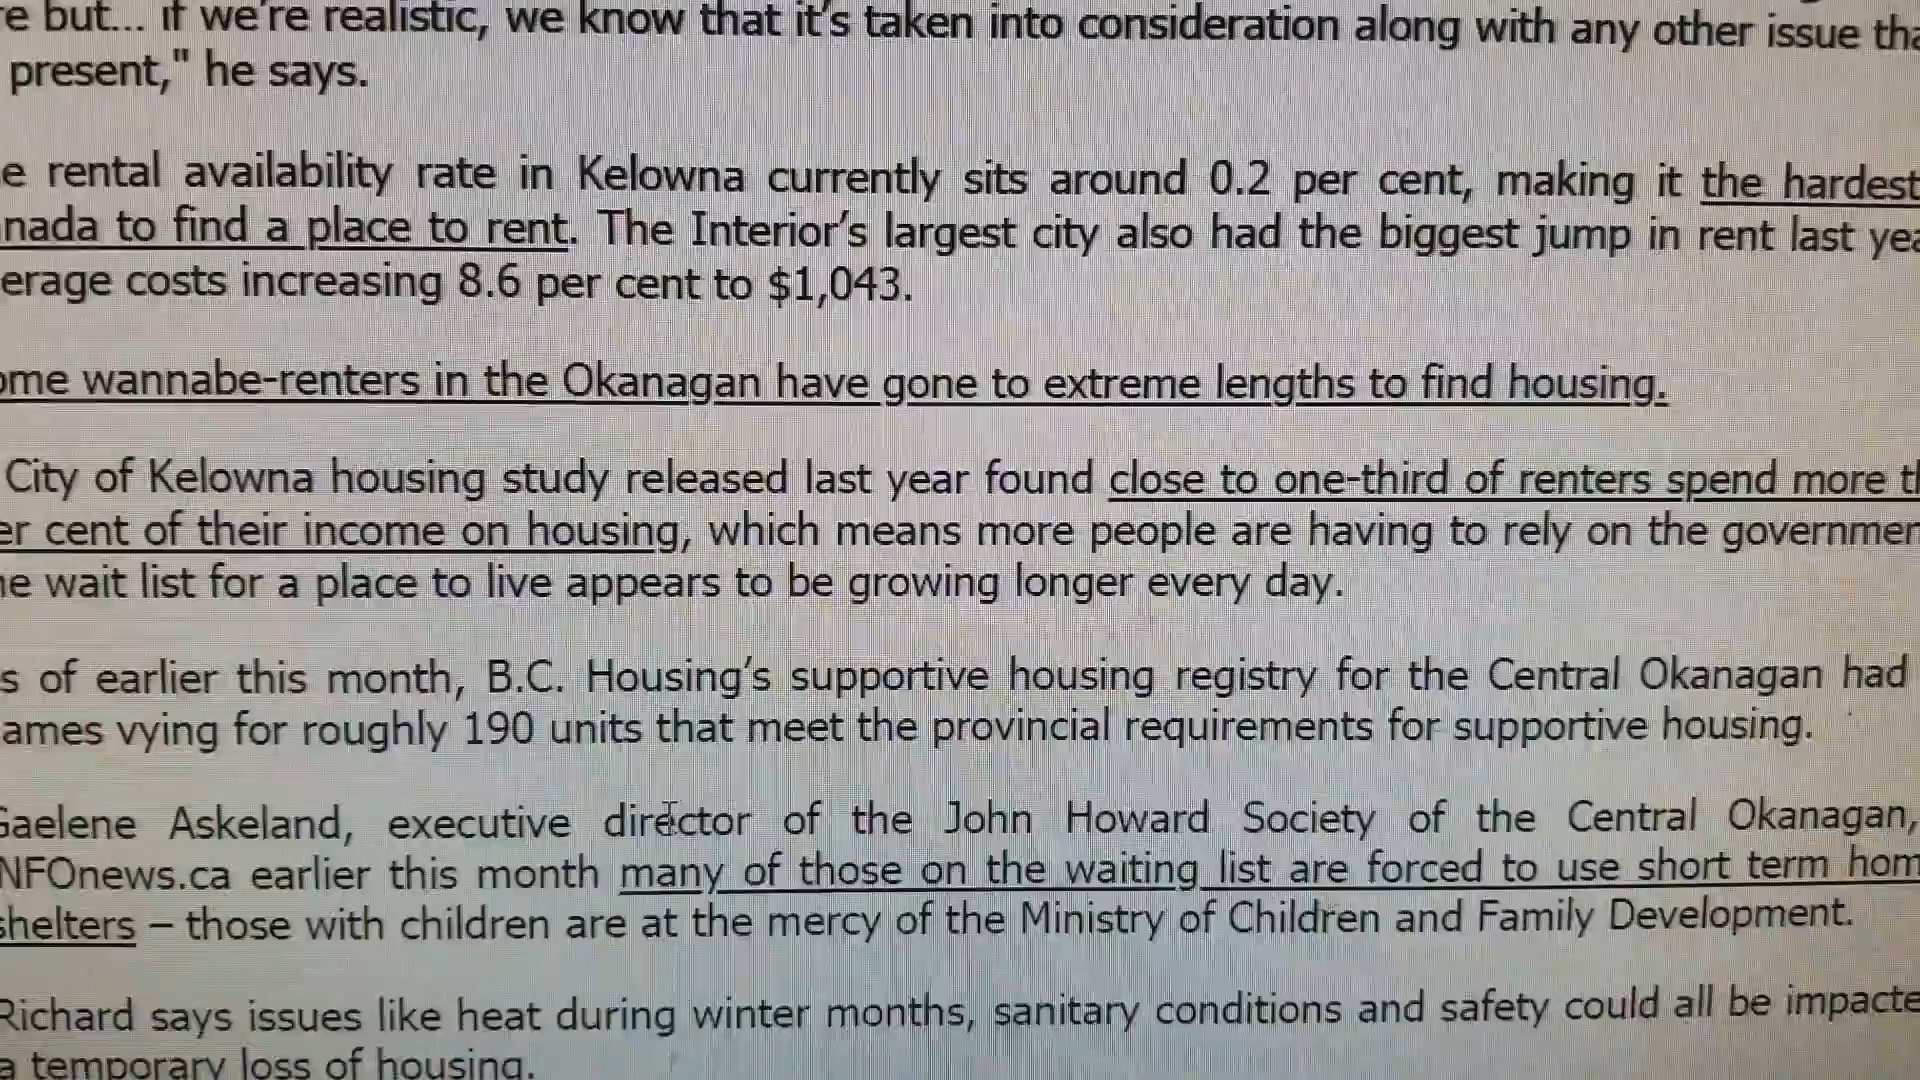 e but... if we're realistic, we know that it's taken into consideration along with any other issue tha
present," he says.
e rental availability rate in Kelowna currently sits around 0.2 per cent, making it the hardest
nada to find a place to rent. The Interior's largest city also had the biggest jump in rent last yea
erage costs increasing 8.6 per cent to $1,043.
ome wannabe-renters in the Okanagan have gone to extreme lengths to find housing.
City of Kelowna housing study released last year found close to one-third of renters spend more th
er cent of their income on housing, which means more people are having to rely on the governmen
he wait list for a place to live appears to be growing longer every day.
s of earlier this month, B.C. Housing's supportive housing registry for the Central Okanagan had
ames vying for roughly 190 units that meet the provincial requirements for supportive housing.
Gaelene Askeland, executive director of the John Howard Society of the Central Okanagan,
NFOnews.ca earlier this month many of those on the waiting list are forced to use short term hom
shelters – those with children are at the mercy of the Ministry of Children and Family Development.
Richard says issues like heat during winter months, sanitary conditions and safety could all be impacte
a temporary loss of housing.